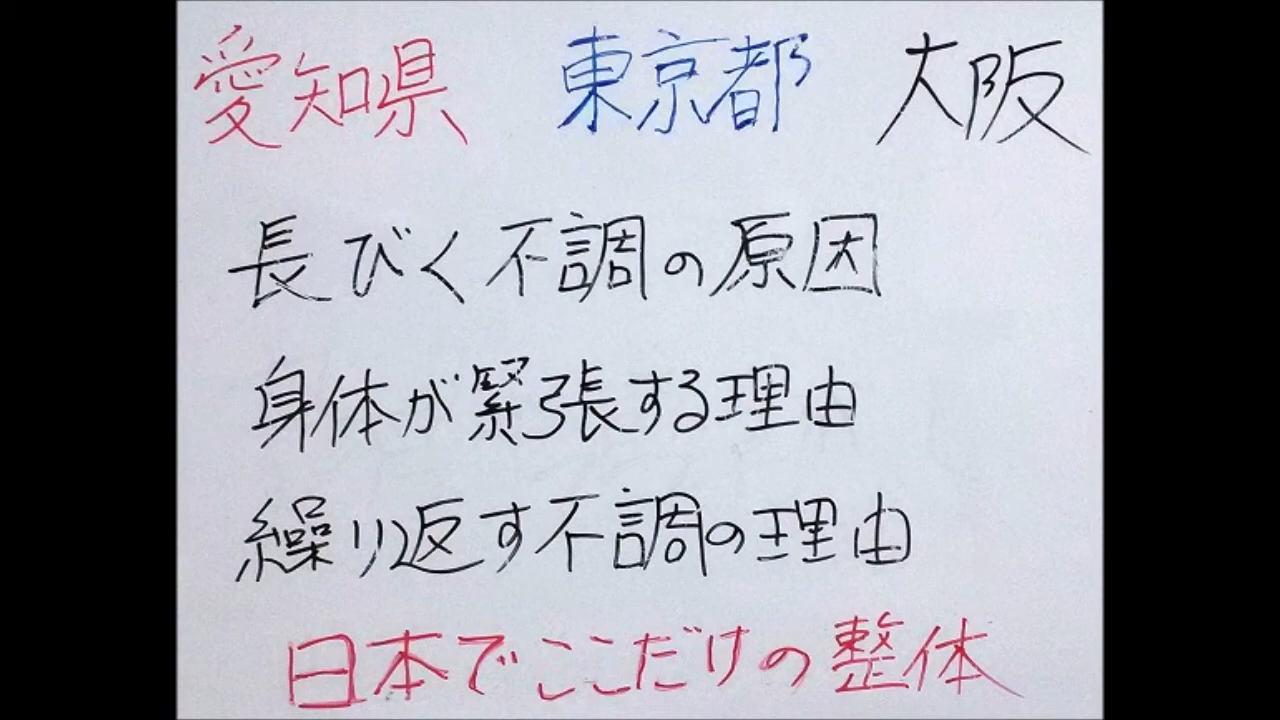 愛知県 東京都 大阪
長びく不調の原因
身体が緊張する理由
繰り返す不調の理由
日本でここだけの整体